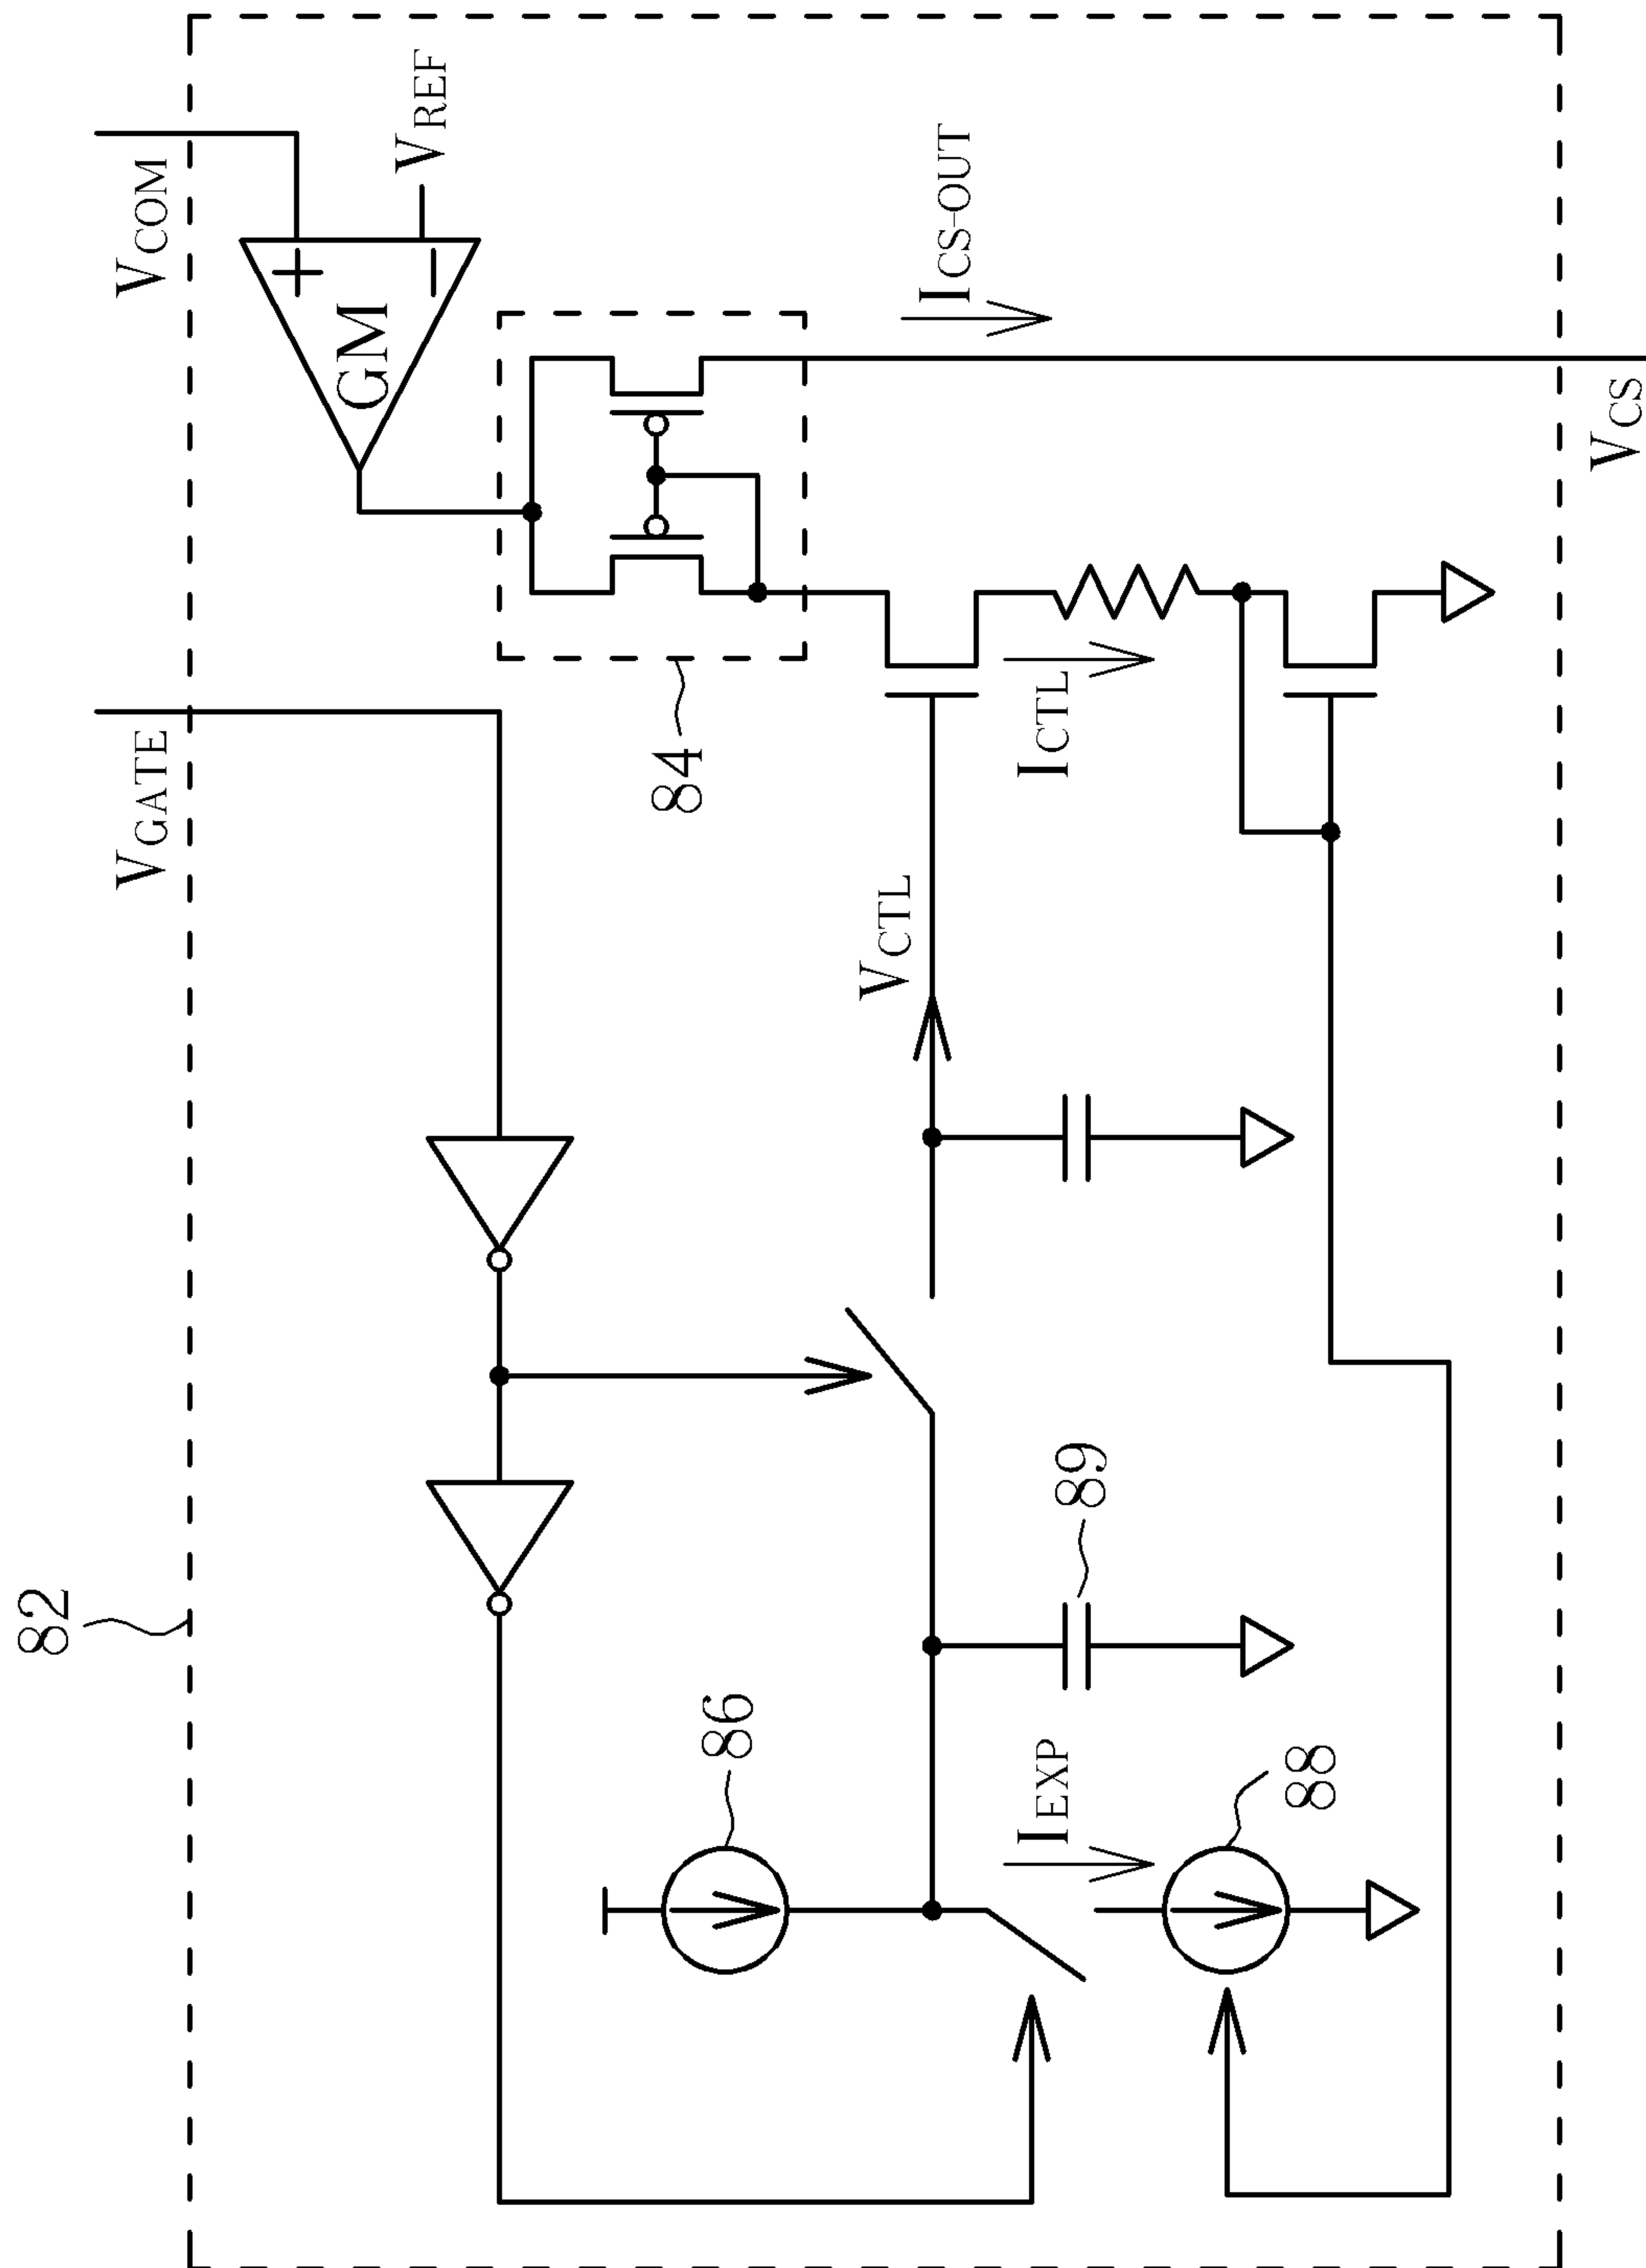 82
VGATE
VCOM
GM
+
−
VREF
84
86
VCTL
ICS-OUT
IEXP
89
ICTL
88
VCS